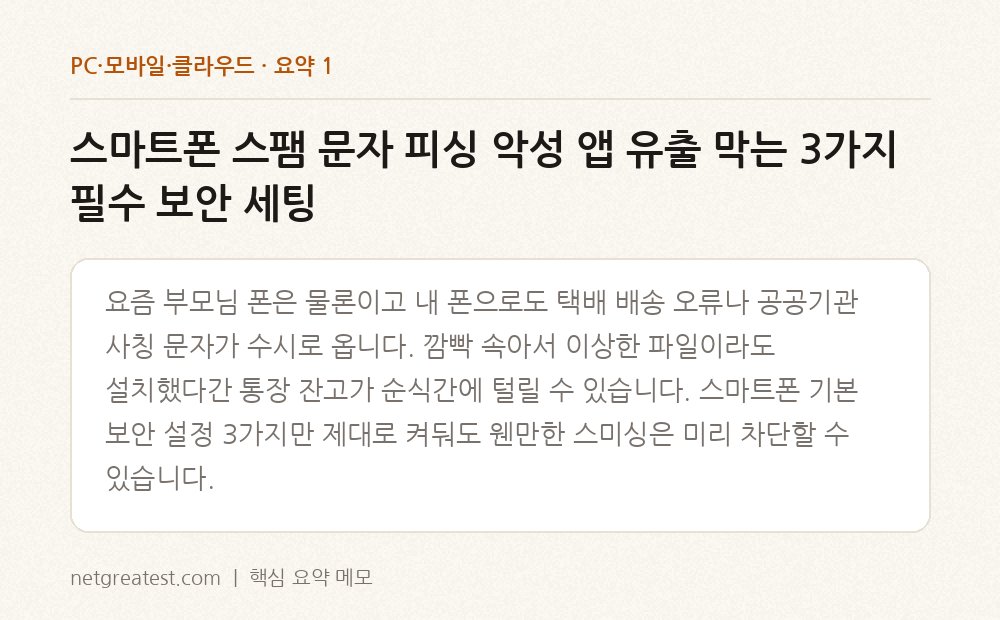 PC·모바일·클라우드 · 요약 1
스마트폰 스팸 문자 피싱 악성 앱 유출 막는 3가지
필수 보안 세팅
요즘 부모님 폰은 물론이고 내 폰으로도 택배 배송 오류나 공공기관
사칭 문자가 수시로 옵니다. 깜빡 속아서 이상한 파일이라도
설치했다간 통장 잔고가 순식간에 털릴 수 있습니다. 스마트폰 기본
보안 설정 3가지만 제대로 켜둬도 웬만한 스미싱은 미리 차단할 수
있습니다.
netgreatest.com | 핵심 요약 메모